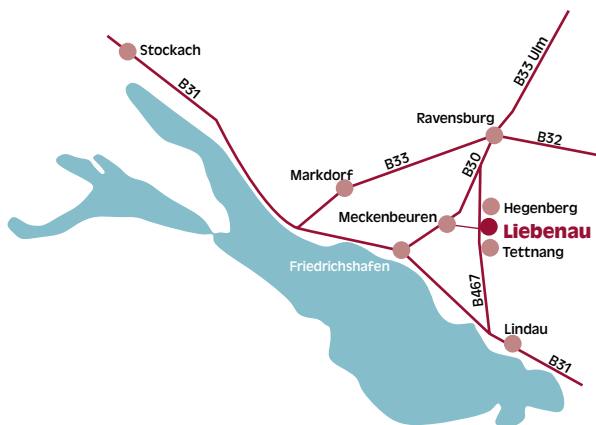 Stockach
B31
B33 Ulm
Ravensburg
B32
B33
B30
Markdorf
Hegenberg
Meckenbeuren
Liebenau
Tettnang
Friedrichshafen
B467
Lindau
B31